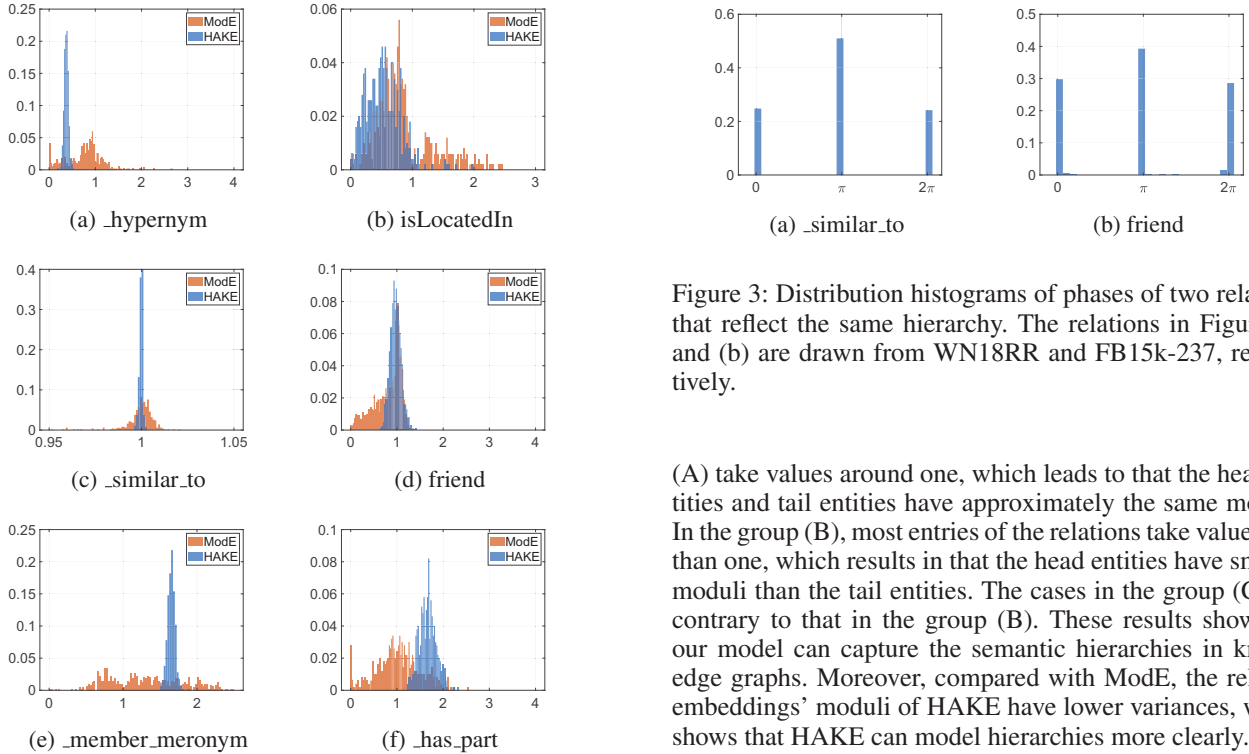 ModE
HAKE
0.25
0.2
0.15
0.1
0.05
0
0 1 2 3 4
(a) _hypernym
ModE
HAKE
0.06
0.04
0.02
0
0 1 2 3
(b) isLocatedIn
ModE
HAKE
0.4
0.3
0.2
0.1
0
0.95 1 1.05
(c) _similar_to
ModE
HAKE
0.1
0.08
0.06
0.04
0.02
0
0 1 2 3 4
(d) friend
ModE
HAKE
0.25
0.2
0.15
0.1
0.05
0
0 1 2
(e) _member_meronym
ModE
HAKE
0.1
0.08
0.06
0.04
0.02
0
0 1 2 3 4
(f) _has_part
0.6
0.4
0.2
0.0
0 π 2π
(a) _similar_to
0.5
0.4
0.3
0.2
0.1
0
0 π 2π
(b) friend
Figure 3: Distribution histograms of phases of two rela
that reflect the same hierarchy. The relations in Figur
and (b) are drawn from WN18RR and FB15k-237, re
tively.
(A) take values around one, which leads to that the hea
tities and tail entities have approximately the same mo
In the group (B), most entries of the relations take value
than one, which results in that the head entities have sm
moduli than the tail entities. The cases in the group (C
contrary to that in the group (B). These results show
our model can capture the semantic hierarchies in kn
edge graphs. Moreover, compared with ModE, the rel
embeddings' moduli of HAKE have lower variances, w
shows that HAKE can model hierarchies more clearly.